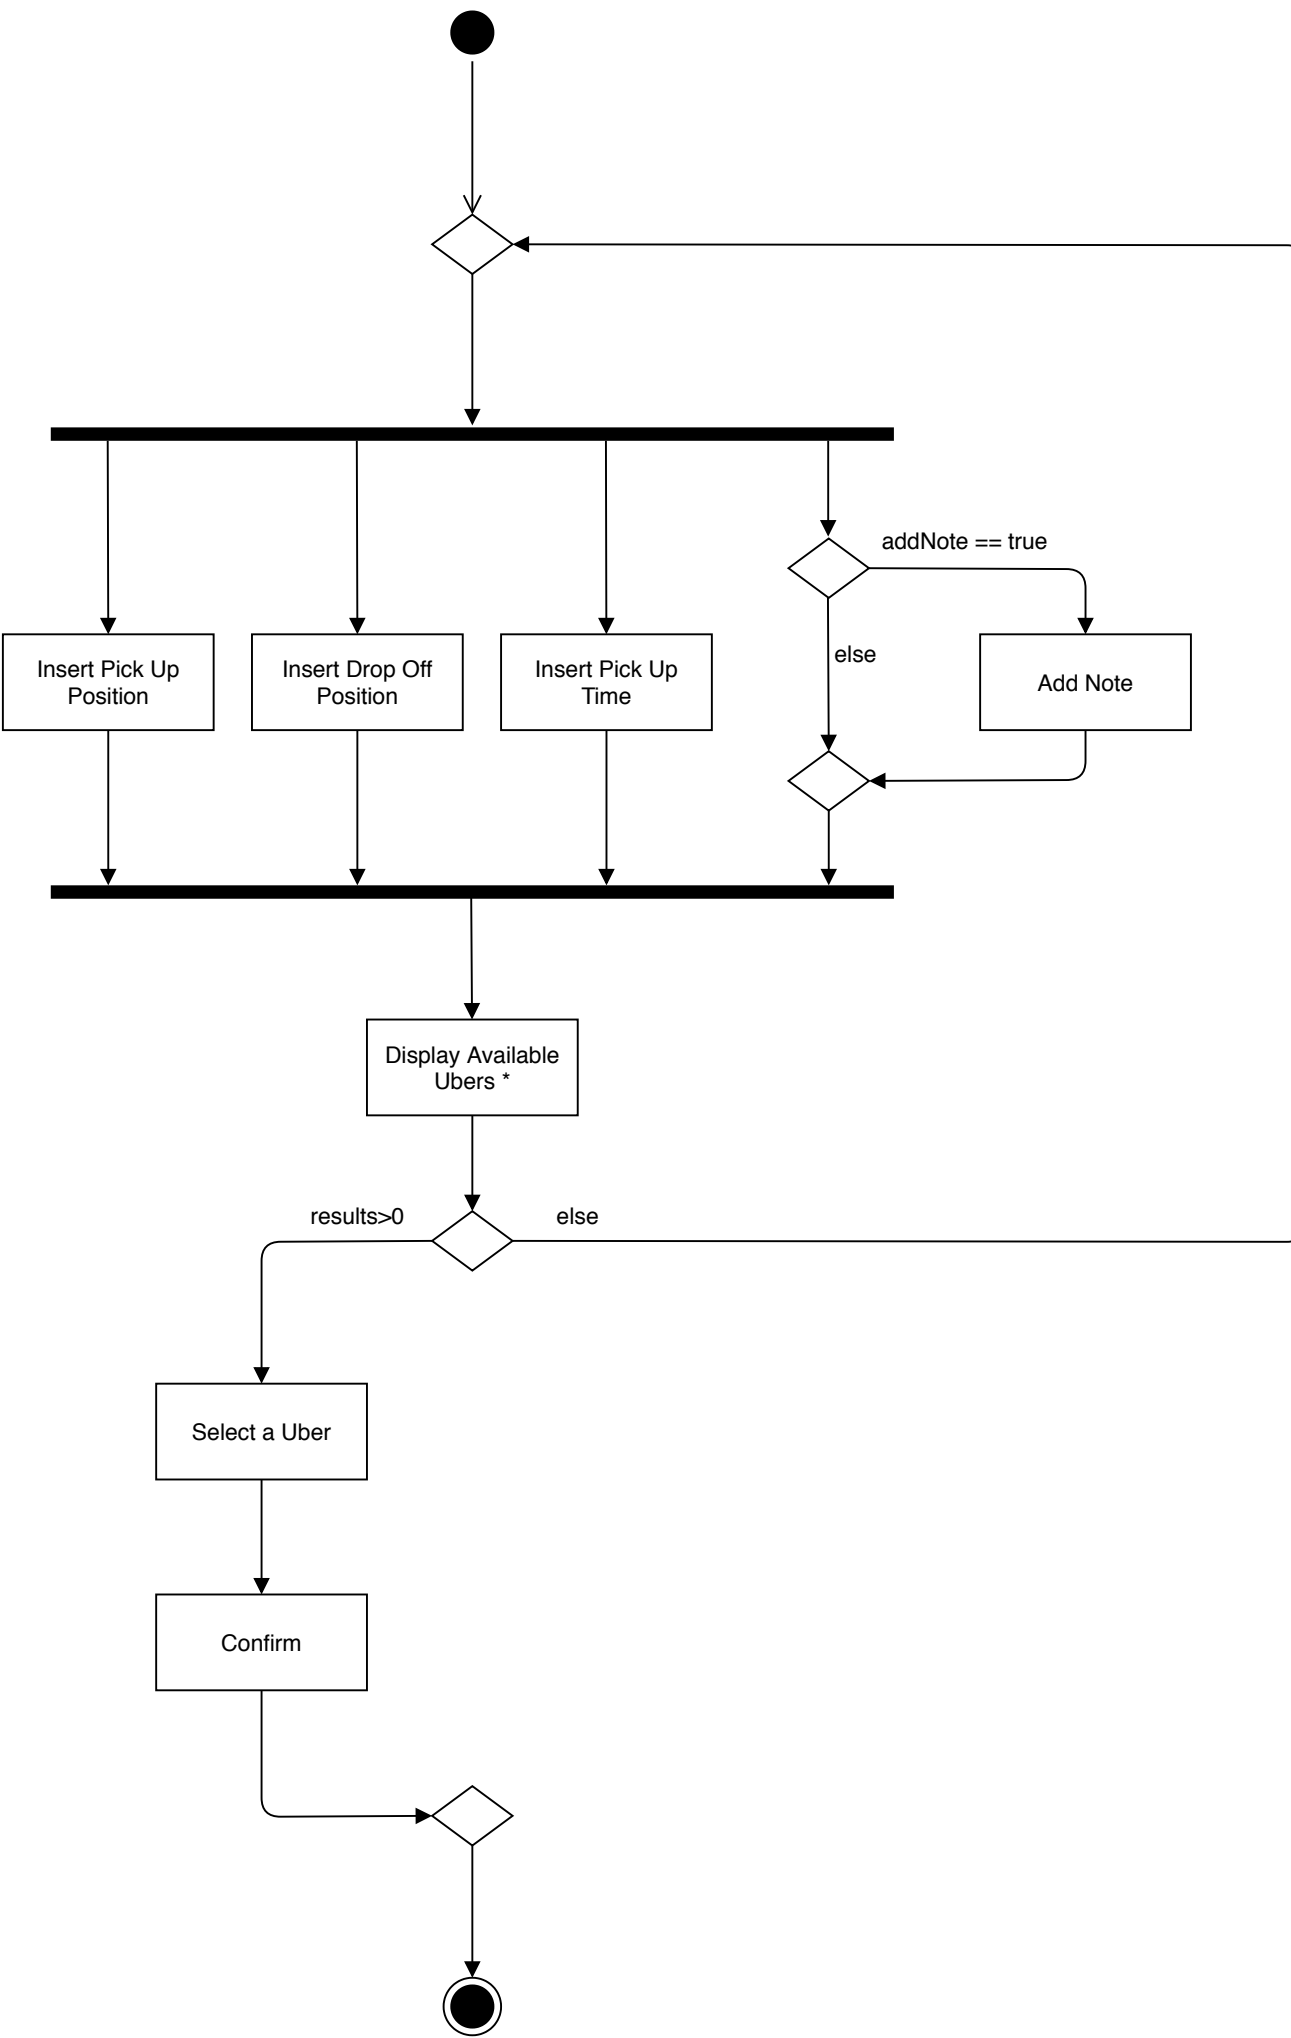 addNote == true
Insert Pick Up
Position
Insert Drop Off
Position
Insert Pick Up
Time
else
Add Note
Display Available
Ubers *
results>0
else
Select a Uber
Confirm